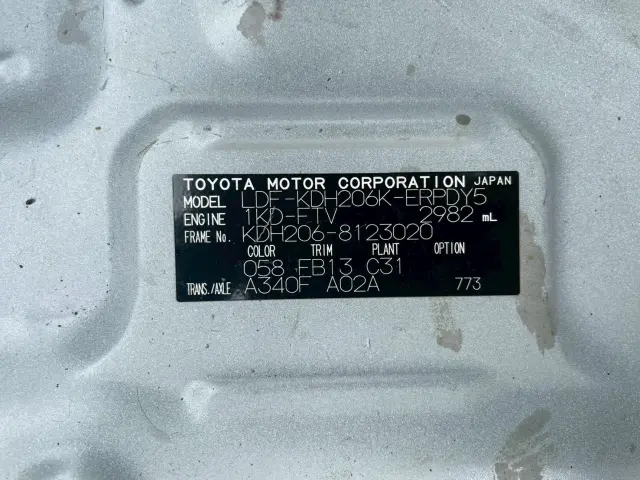 TOYOTA MOTOR CORPORATION JAPAN
MODEL LDF-KDH206K-ERPDY5
ENGINE 1KD-FTV 2982 mL
FRAME No. KDH206-8123020
COLOR TRIM PLANT OPTION
058 FB13 C31
TRANS./AXLE A340F A02A 773